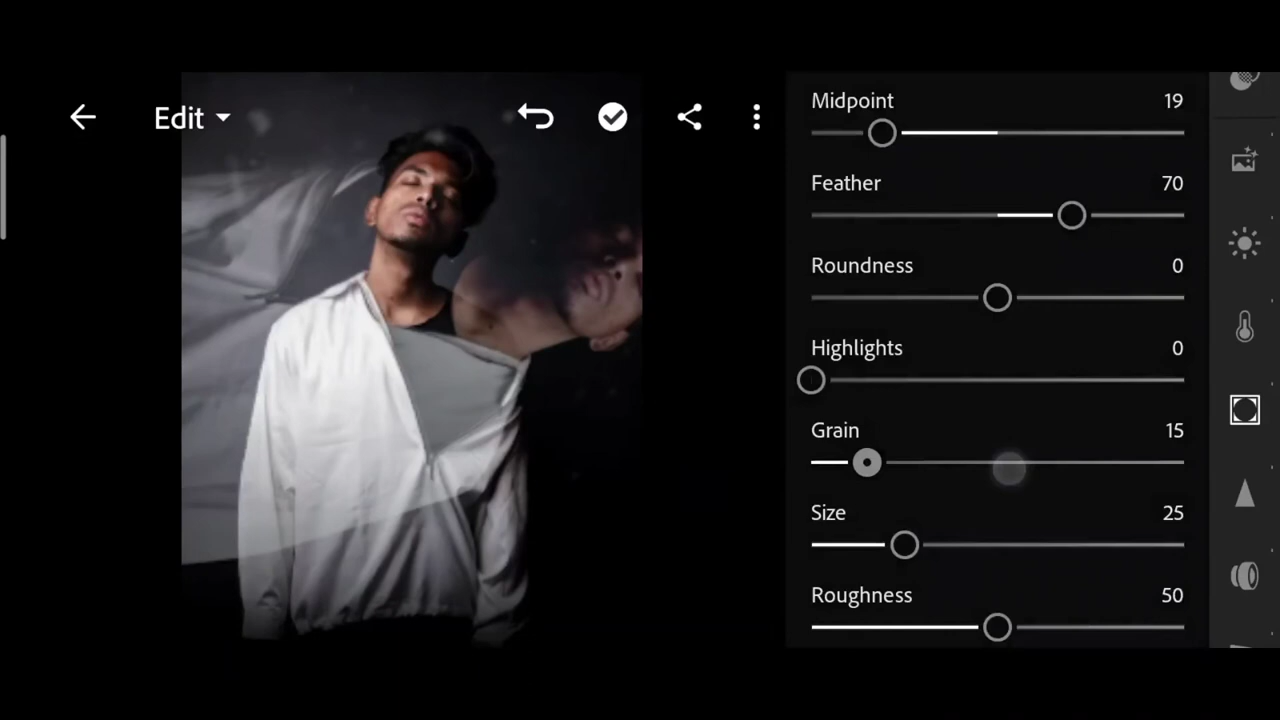 Edit
Midpoint 19
Feather 70
Roundness 0
Highlights 0
Grain 15
Size 25
Roughness 50